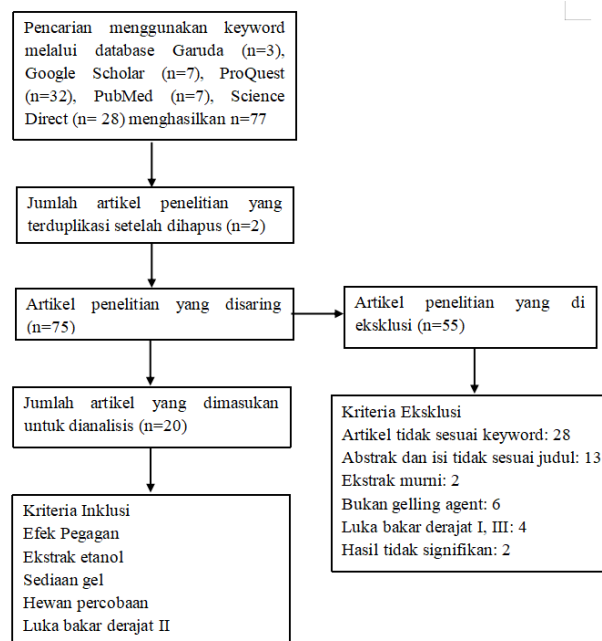 Pencarian menggunakan keyword
melalui database Garuda (n=3),
Google Scholar (n=7), ProQuest
(n=32), PubMed (n=7), Science
Direct (n= 28) menghasilkan n=77
Jumlah artikel penelitian yang
terduplikasi setelah dihapus (n=2)
Artikel penelitian yang disaring
(n=75)
Artikel penelitian yang di
eksklusi (n=55)
Jumlah artikel yang dimasukan
untuk dianalisis (n=20)
Kriteria Eksklusi
Artikel tidak sesuai keyword: 28
Abstrak dan isi tidak sesuai judul: 13
Ekstrak murni: 2
Bukan gelling agent: 6
Luka bakar derajat I, III: 4
Hasil tidak signifikan: 2
Kriteria Inklusi
Efek Pegagan
Ekstrak etanol
Sediaan gel
Hewan percobaan
Luka bakar derajat II